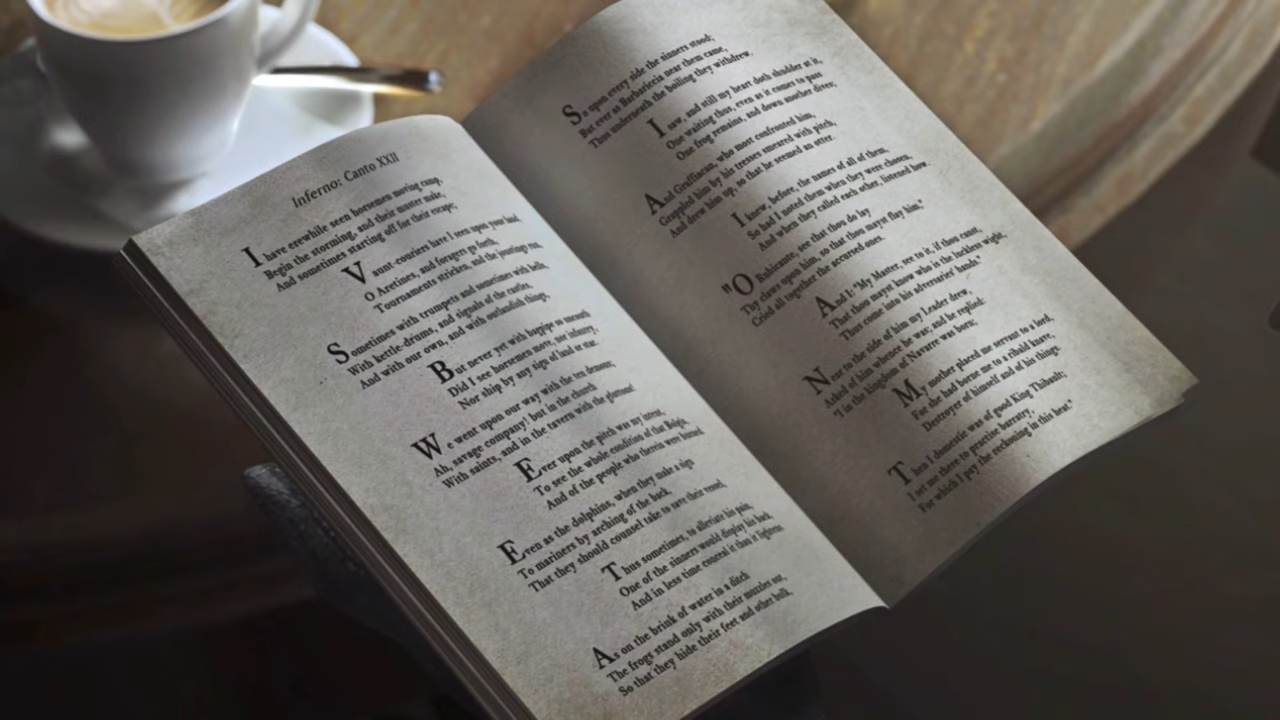 Inferno: Canto XXII
I have erewhile seen horsemen moving camp,
Begin the storming, and their muster make,
And sometimes starting off for their escape;
Vaunt-couriers have I seen upon your land,
O Aretines, and foragers go forth,
Tournaments stricken, and the joustings run,
Sometimes with trumpets and sometimes with bells,
With kettle-drums, and signals of the castles,
And with our own, and with outlandish things,
But never yet with bagpipe so uncouth
Did I see horsemen move, nor infantry,
Nor ship by any sign of land or star.
We went upon our way with the ten demons;
Ah, savage company! but in the church
With saints, and in the tavern with the gluttons!
Ever upon the pitch was my intent,
To see the whole condition of that Bolgia,
And of the people who therein were burned.
Even as the dolphins, when they make a sign
To mariners by arching of the back,
That they should counsel take to save their vessel,
Thus sometimes, to alleviate his pain,
One of the sinners would display his back,
And in less time conceal it than it lightens.
As on the brink of water in a ditch
The frogs stand only with their muzzles out,
So that they hide their feet and other bulk,
So upon every side the sinners stood;
But ever as Barbariccia near them came,
Thus underneath the boiling they withdrew.
I saw, and still my heart doth shudder at it,
One waiting thus, even as it comes to pass
One frog remains, and down another dives;
And Graffiacan, who most confronted him,
Grappled him by his tresses smeared with pitch,
And drew him up, so that he seemed an otter.
I knew, before, the names of all of them,
So had I noted them when they were chosen,
And when they called each other, listened how.
"O Rubicante, see that thou do lay
Thy claws upon him, so that thou mayst flay him,"
Cried all together the accursed ones.
And I: "My Master, see to it, if thou canst,
That thou mayst know who is the luckless wight,
Thus come into his adversaries' hands."
Near to the side of him my Leader drew,
Asked of him whence he was; and he replied:
"I in the kingdom of Navarre was born;
My mother placed me servant to a lord,
For she had borne me to a ribald knave,
Destroyer of himself and of his things.
Then I domestic was of good King Thibault;
I set me there to practise barratry,
For which I pay the reckoning in this heat."